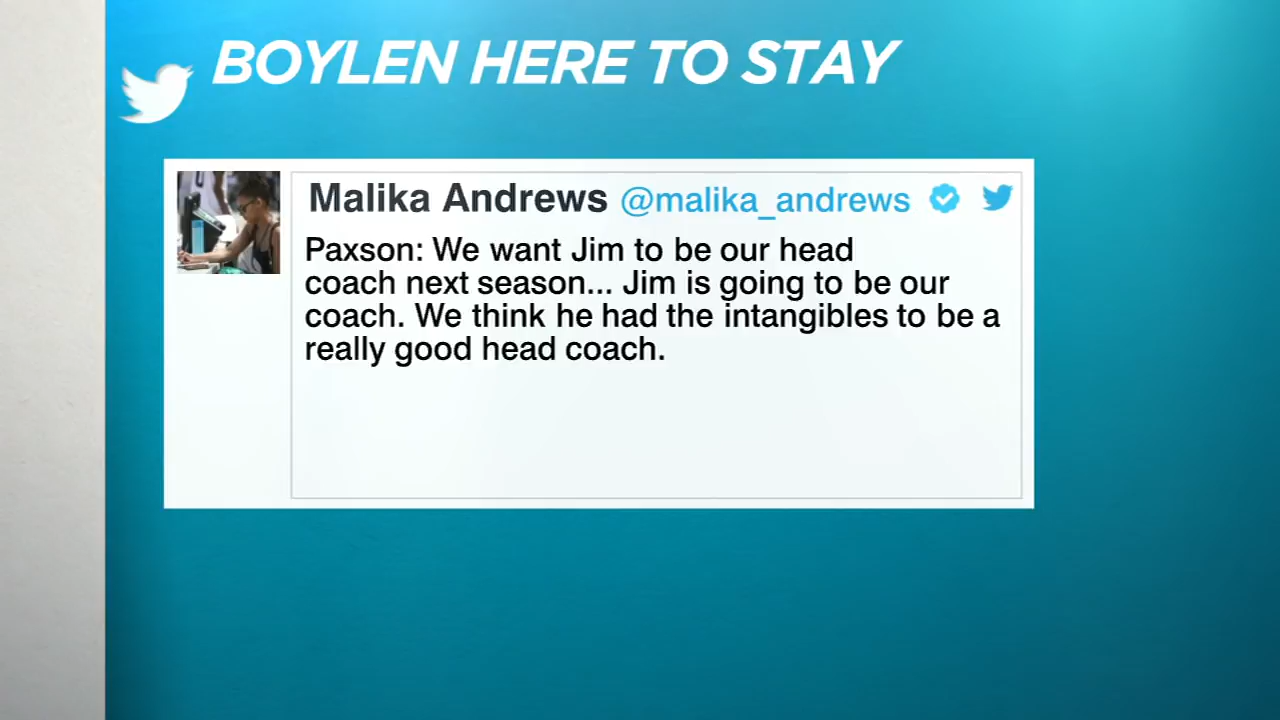 BOYLEN HERE TO STAY
Malika Andrews @malika_andrews
Paxson: We want Jim to be our head
coach next season... Jim is going to be our
coach. We think he had the intangibles to be a
really good head coach.